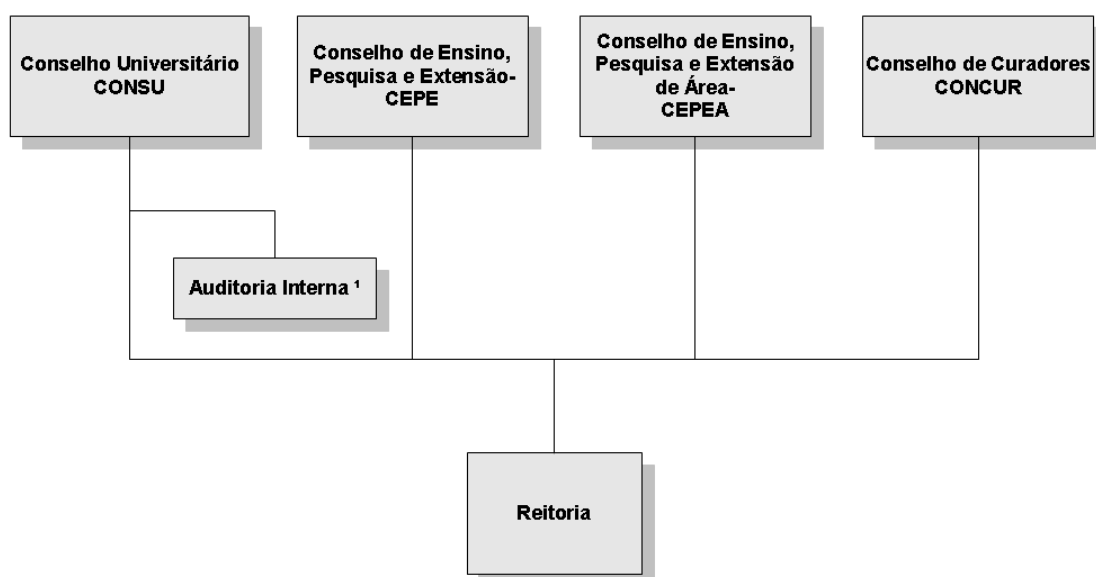 Conselho Universitário
CONSU
Conselho de Ensino,
Pesquisa e Extensão-
CEPE
Conselho de Ensino,
Pesquisa e Extensão
de Área-
CEPEA
Conselho de Curadores
CONCUR
Auditoria Interna ¹
Reitoria